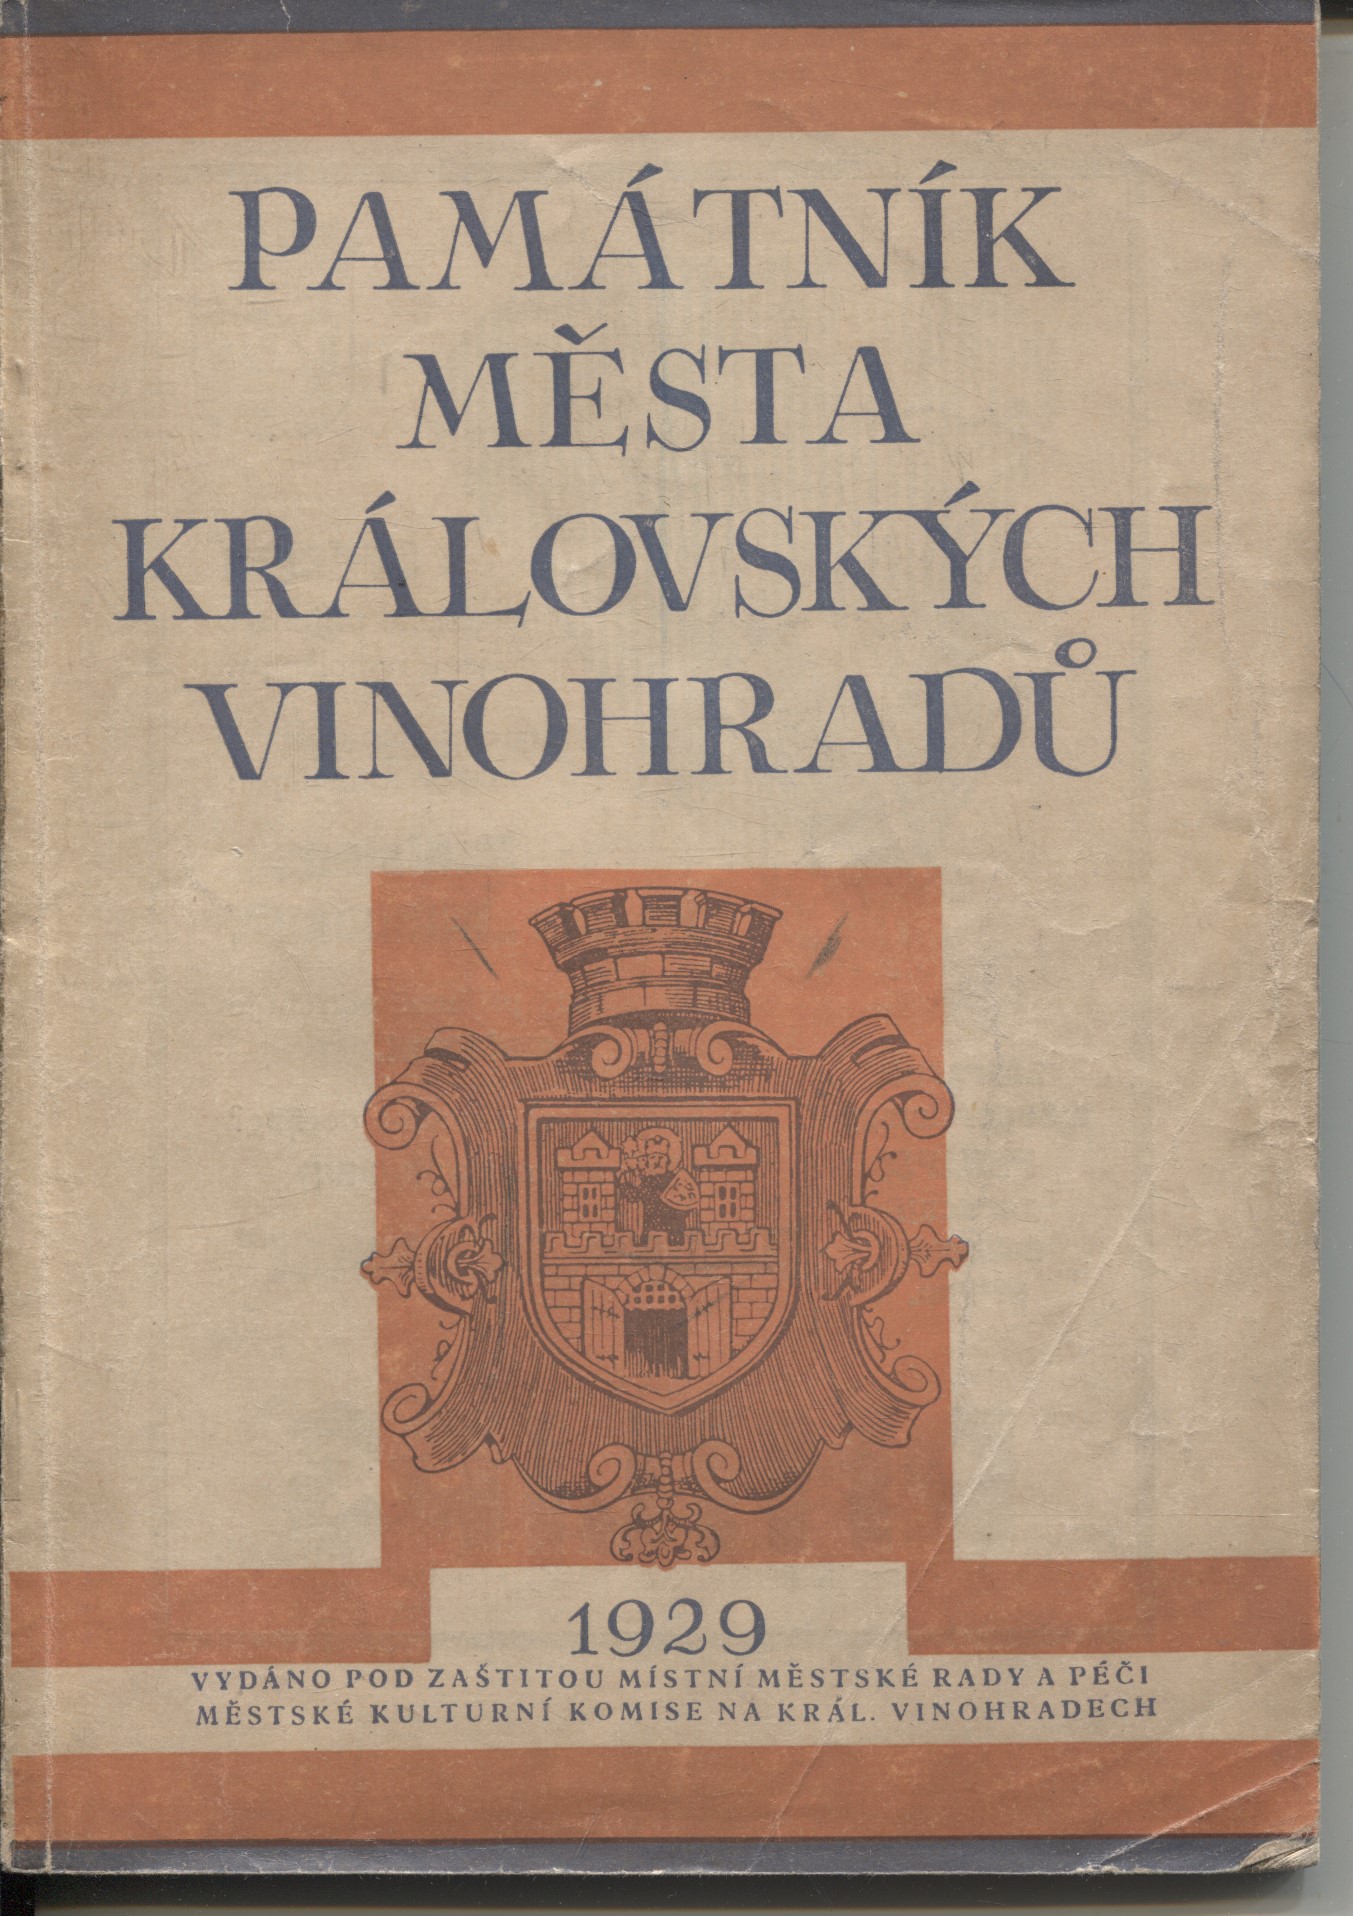 PAMÁTNÍK
MĚSTA
KRÁLOVSKÝCH
VINOHRADŮ
1929
VYDÁNO POD ZAŠTITOU MÍSTNÍ MĚSTSKÉ RADY A PÉČI
MĚSTSKÉ KULTURNÍ KOMISE NA KRÁL. VINOHRADECH